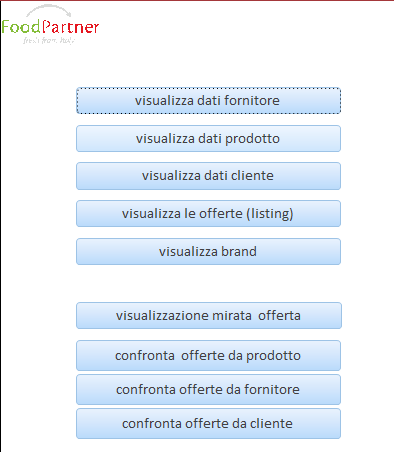 FoodPartner
fresh from Italy
visualizza dati fornitore
visualizza dati prodotto
visualizza dati cliente
visualizza le offerte (listing)
visualizza brand
visualizzazione mirata offerta
confronta offerte da prodotto
confronta offerte da fornitore
confronta offerte da cliente